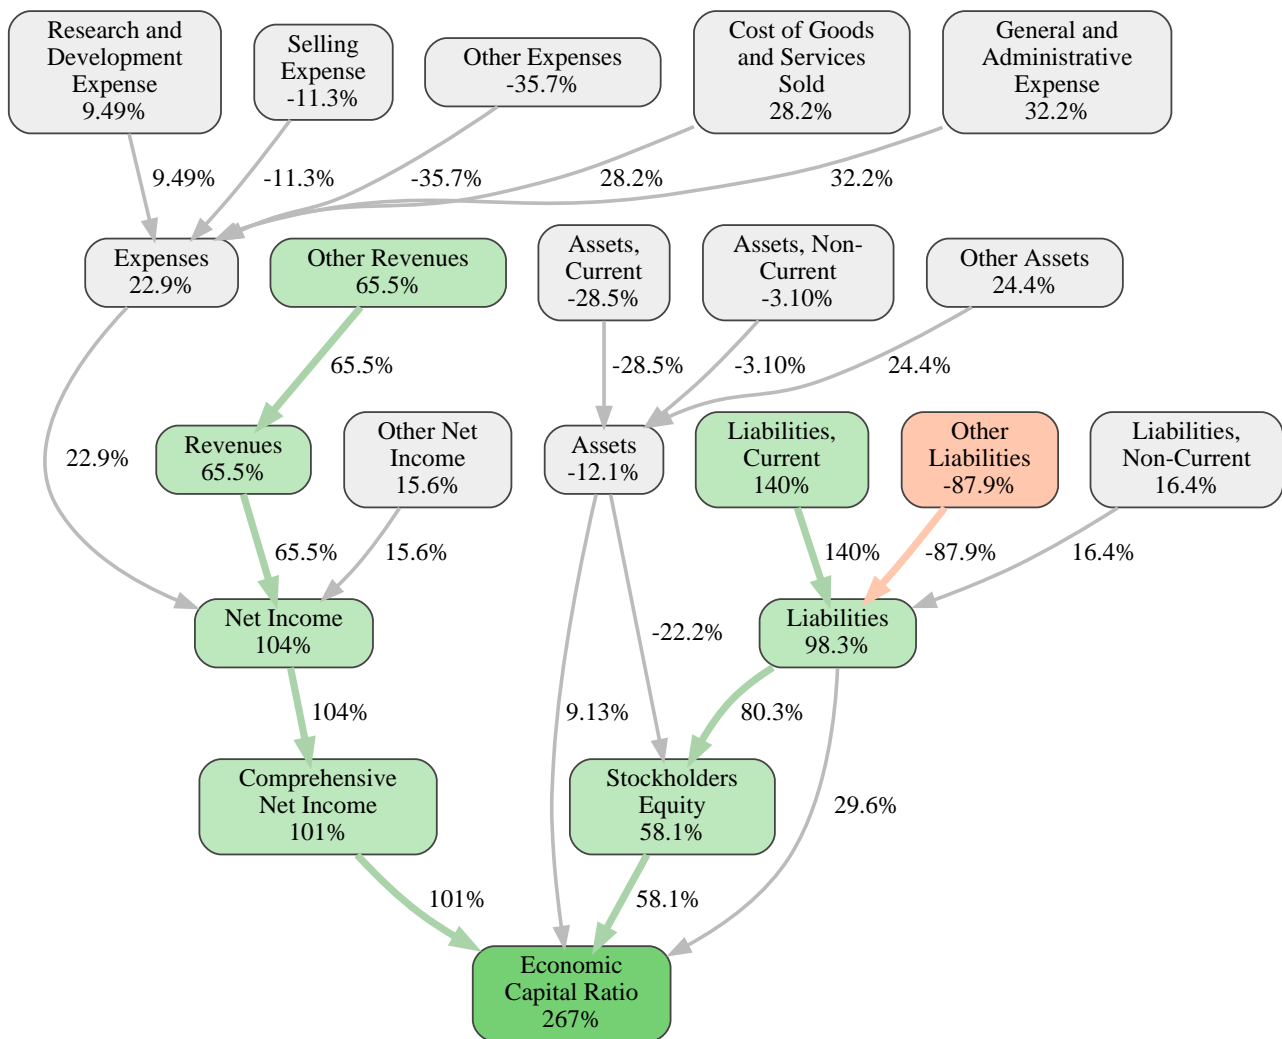 Research and
Development
Expense
9.49%
Selling
Expense
-11.3%
Other Expenses
-35.7%
Cost of Goods
and Services
Sold
28.2%
General and
Administrative
Expense
32.2%
9.49%
-11.3%
-35.7%
28.2%
32.2%
Expenses
22.9%
Other Revenues
65.5%
Assets,
Current
-28.5%
Assets, Non-
Current
-3.10%
Other Assets
24.4%
65.5%
-28.5%
-3.10%
24.4%
22.9%
Revenues
65.5%
Other Net
Income
15.6%
Assets
-12.1%
Liabilities,
Current
140%
Other
Liabilities
-87.9%
Liabilities,
Non-Current
16.4%
65.5%
15.6%
140%
-87.9%
16.4%
Net Income
104%
-22.2%
Liabilities
98.3%
104%
9.13%
80.3%
Comprehensive
Net Income
101%
Stockholders
Equity
58.1%
29.6%
101%
58.1%
Economic
Capital Ratio
267%